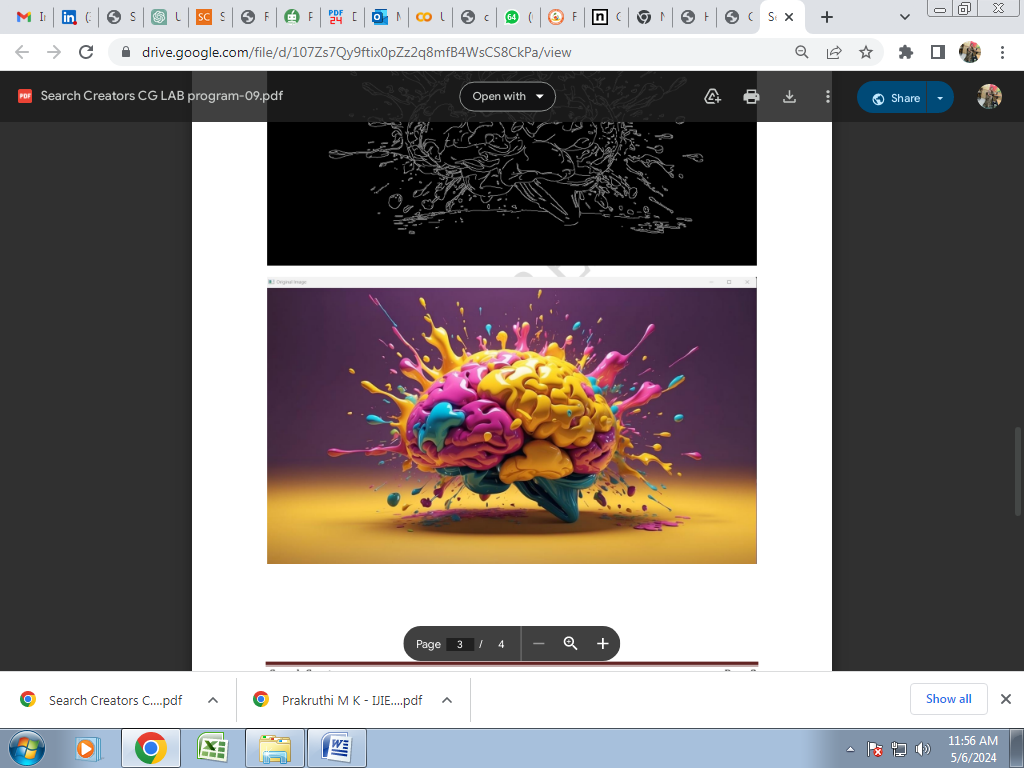 drive.google.com/file/d/107Zs7Qy9ftix0pZz2q8mfB4WsCS8CkPa/view
PDF Search Creators CG LAB program-09.pdf
Open with
Share
Original Image
Page 3 / 4
Search Creators C....pdf
Prakruthi M K - IJIE....pdf
Show all
11:56 AM
5/6/2024